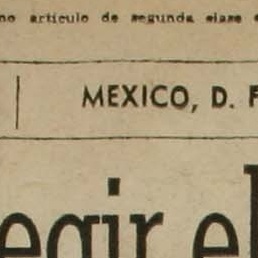 no artículo de segunda clase
MEXICO, D. F
egir el